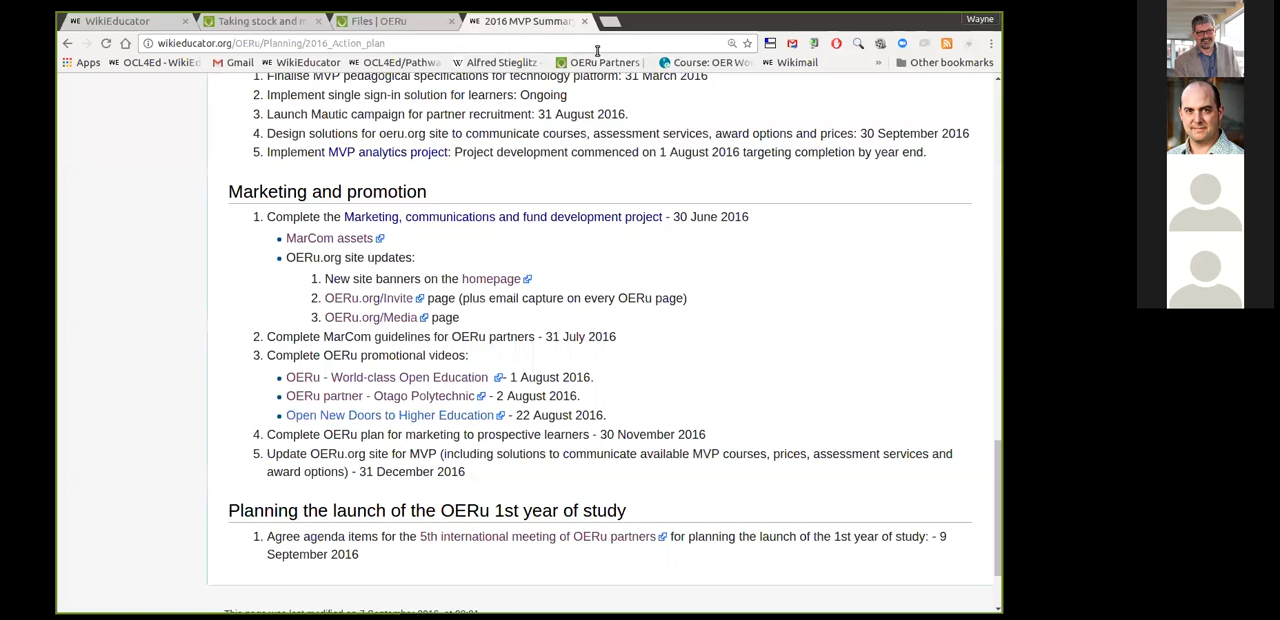 WikiEducator
Taking stock and m
Files | OERu
2016 MVP Summar
Wayne
wikieducator.org/OERu/Planning/2016_Action_plan
Apps OCL4Ed - WikiEd Gmail WikiEducator OCL4Ed/Pathwa Alfred Stieglitz - OERu Partners | Course: OER Wo Wikimail » Other bookmarks
1. Finalise MVP pedagogical specifications for technology platform: 31 March 2016
2. Implement single sign-in solution for learners: Ongoing
3. Launch Mautic campaign for partner recruitment: 31 August 2016.
4. Design solutions for oeru.org site to communicate courses, assessment services, award options and prices: 30 September 2016
5. Implement MVP analytics project: Project development commenced on 1 August 2016 targeting completion by year end.
Marketing and promotion
1. Complete the Marketing, communications and fund development project - 30 June 2016
• MarCom assets
• OERu.org site updates:
1. New site banners on the homepage
2. OERu.org/Invite page (plus email capture on every OERu page)
3. OERu.org/Media page
2. Complete MarCom guidelines for OERu partners - 31 July 2016
3. Complete OERu promotional videos:
• OERu - World-class Open Education - 1 August 2016.
• OERu partner - Otago Polytechnic - 2 August 2016.
• Open New Doors to Higher Education - 22 August 2016.
4. Complete OERu plan for marketing to prospective learners - 30 November 2016
5. Update OERu.org site for MVP (including solutions to communicate available MVP courses, prices, assessment services and
award options) - 31 December 2016
Planning the launch of the OERu 1st year of study
1. Agree agenda items for the 5th international meeting of OERu partners for planning the launch of the 1st year of study: - 9
September 2016
This page was last modified on 7 September 2016, at